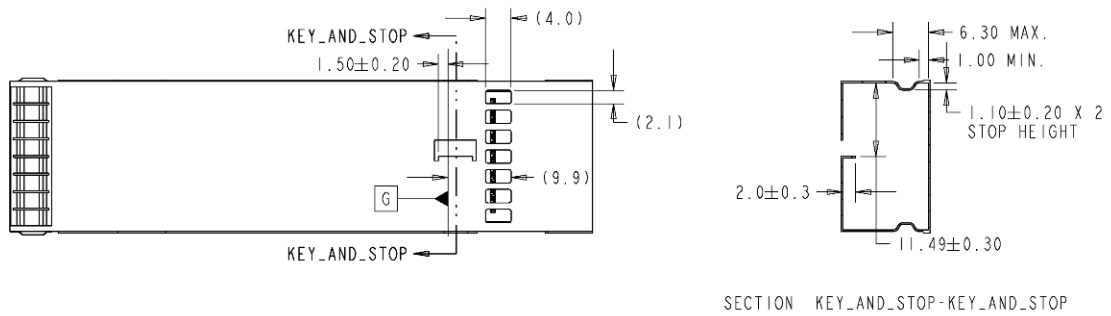 (4.0)
KEY_AND_STOP
1.50±0.20
(2.1)
(9.9)
G
KEY_AND_STOP
6.30 MAX.
1.00 MIN.
1.10±0.20 X 2
STOP HEIGHT
2.0±0.3
11.49±0.30
SECTION KEY_AND_STOP-KEY_AND_STOP